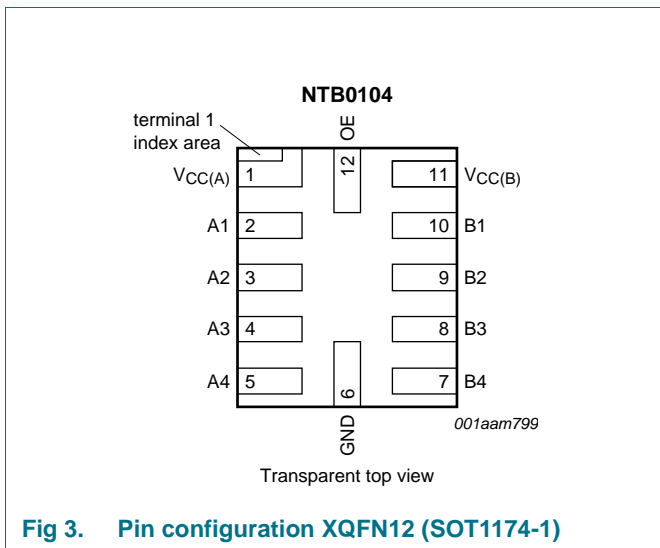 NTB0104
terminal 1
index area
OE
12
VCC(A) 1
11 VCC(B)
A1 2
10 B1
A2 3
9 B2
A3 4
8 B3
A4 5
7 B4
6
GND
001aam799
Transparent top view
Fig 3. Pin configuration XQFN12 (SOT1174-1)